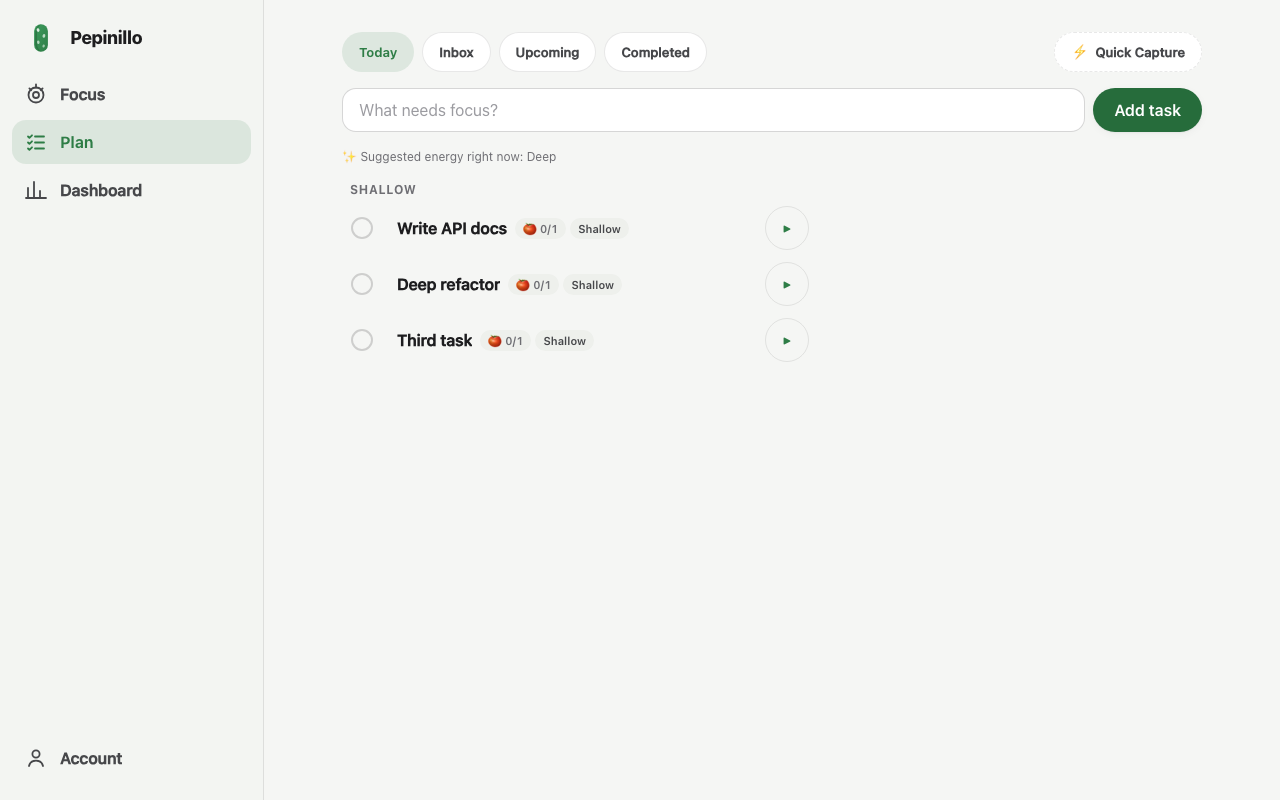 Pepinillo
Focus
Plan
Dashboard
Account
Today
Inbox
Upcoming
Completed
⚡ Quick Capture
What needs focus?
Add task
✨ Suggested energy right now: Deep
SHALLOW
Write API docs 🍅 0/1 Shallow
Deep refactor 🍅 0/1 Shallow
Third task 🍅 0/1 Shallow